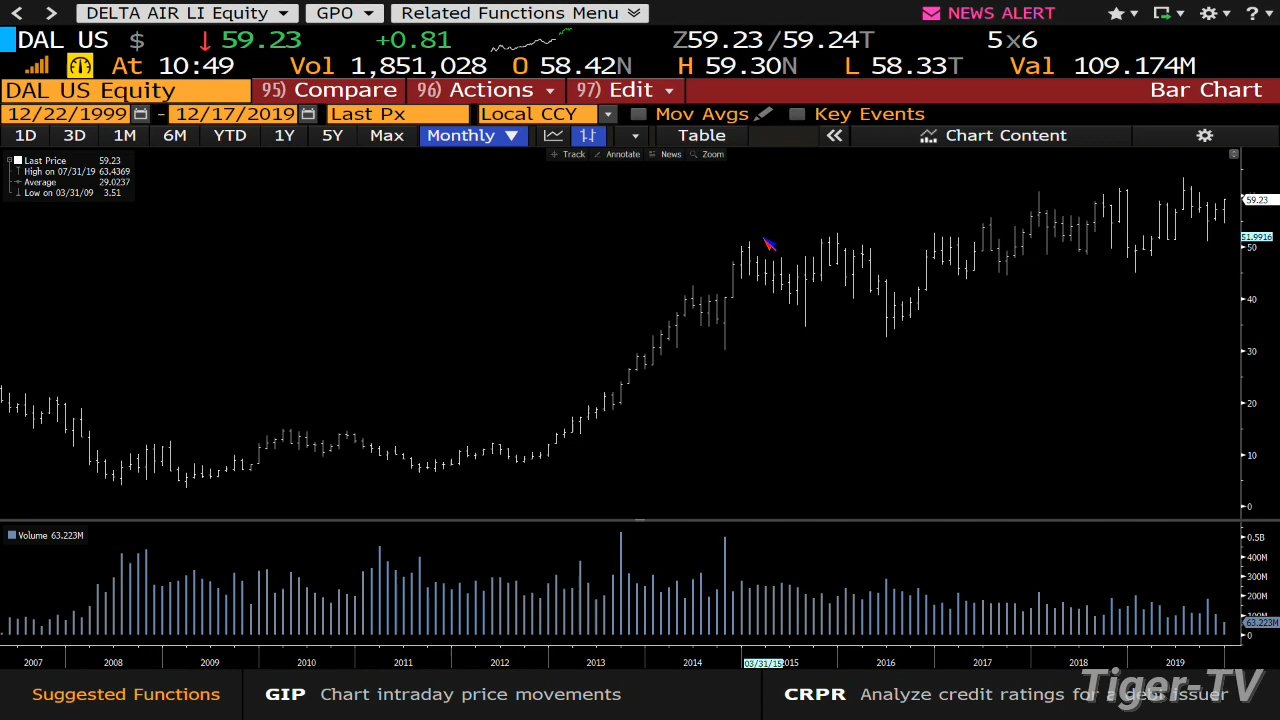 DELTA AIR LI Equity GPO Related Functions Menu NEWS ALERT ?
DAL US $ ↓ 59.23 +0.81 Z59.23 /59.24T 5x6
At 10:49 Vol 1,851,028 O 58.42N H 59.30N L 58.33T Val 109.174M
DAL US Equity 95) Compare 96) Actions 97) Edit Bar Chart
12/22/1999 - 12/17/2019 Last Px Local CCY Mov Avgs Key Events
1D 3D 1M 6M YTD 1Y 5Y Max Monthly ▼ Table « Chart Content
Track Annotate News Zoom
Last Price 59.23
High on 07/31/19 63.4369
Average 29.0237
Low on 03/31/09 3.51
59.23
51.9916
50
40
30
20
10
0
Volume 63.223M
0.5B
400M
300M
200M
100M
63.223M
0
2007 2008 2009 2010 2011 2012 2013 2014 03/31/15 2015 2016 2017 2018 2019
Suggested Functions GIP Chart intraday price movements CRPR Analyze credit ratings for a debt issuer
Tiger-TV